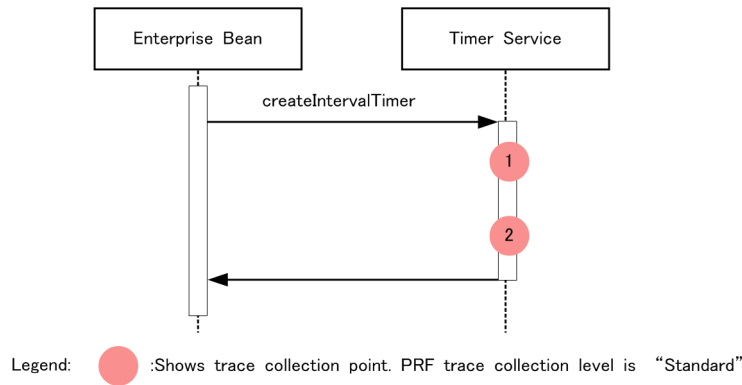 Enterprise Bean
Timer Service
createIntervalTimer
1
2
Legend: :Shows trace collection point. PRF trace collection level is “Standard”